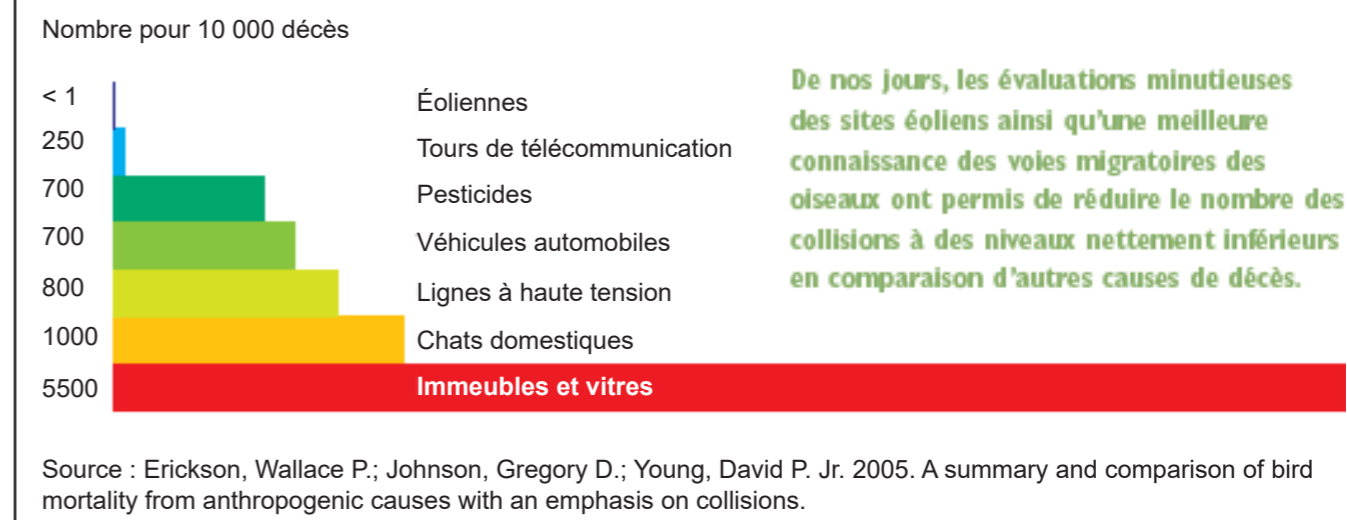 Nombre pour 10 000 décès
< 1 Éoliennes
250 Tours de télécommunication
700 Pesticides
700 Véhicules automobiles
800 Lignes à haute tension
1000 Chats domestiques
5500 Immeubles et vitres
De nos jours, les évaluations minutieuses
des sites éoliens ainsi qu'une meilleure
connaissance des voies migratoires des
oiseaux ont permis de réduire le nombre des
collisions à des niveaux nettement inférieurs
en comparaison d'autres causes de décès.
Source : Erickson, Wallace P.; Johnson, Gregory D.; Young, David P. Jr. 2005. A summary and comparison of bird
mortality from anthropogenic causes with an emphasis on collisions.